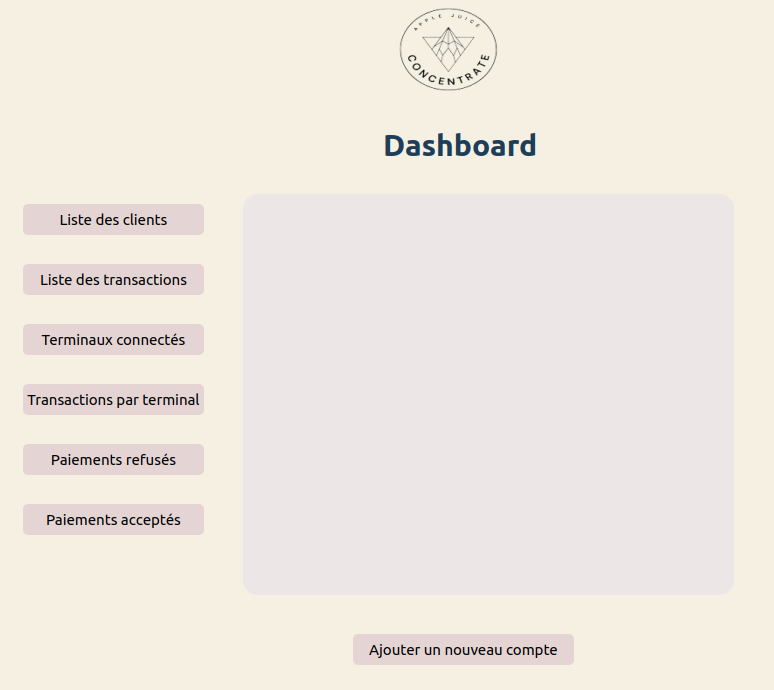 APPLE JUICE
CONCENTRATE
Dashboard
Liste des clients
Liste des transactions
Terminaux connectés
Transactions par terminal
Paiements refusés
Paiements acceptés
Ajouter un nouveau compte